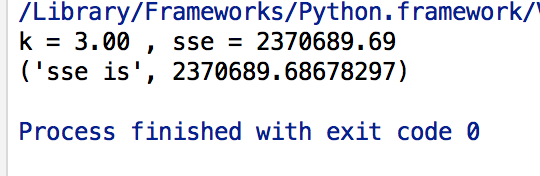 /Library/Frameworks/Python.framework/
k = 3.00 , sse = 2370689.69
('sse is', 2370689.68678297)
Process finished with exit code 0